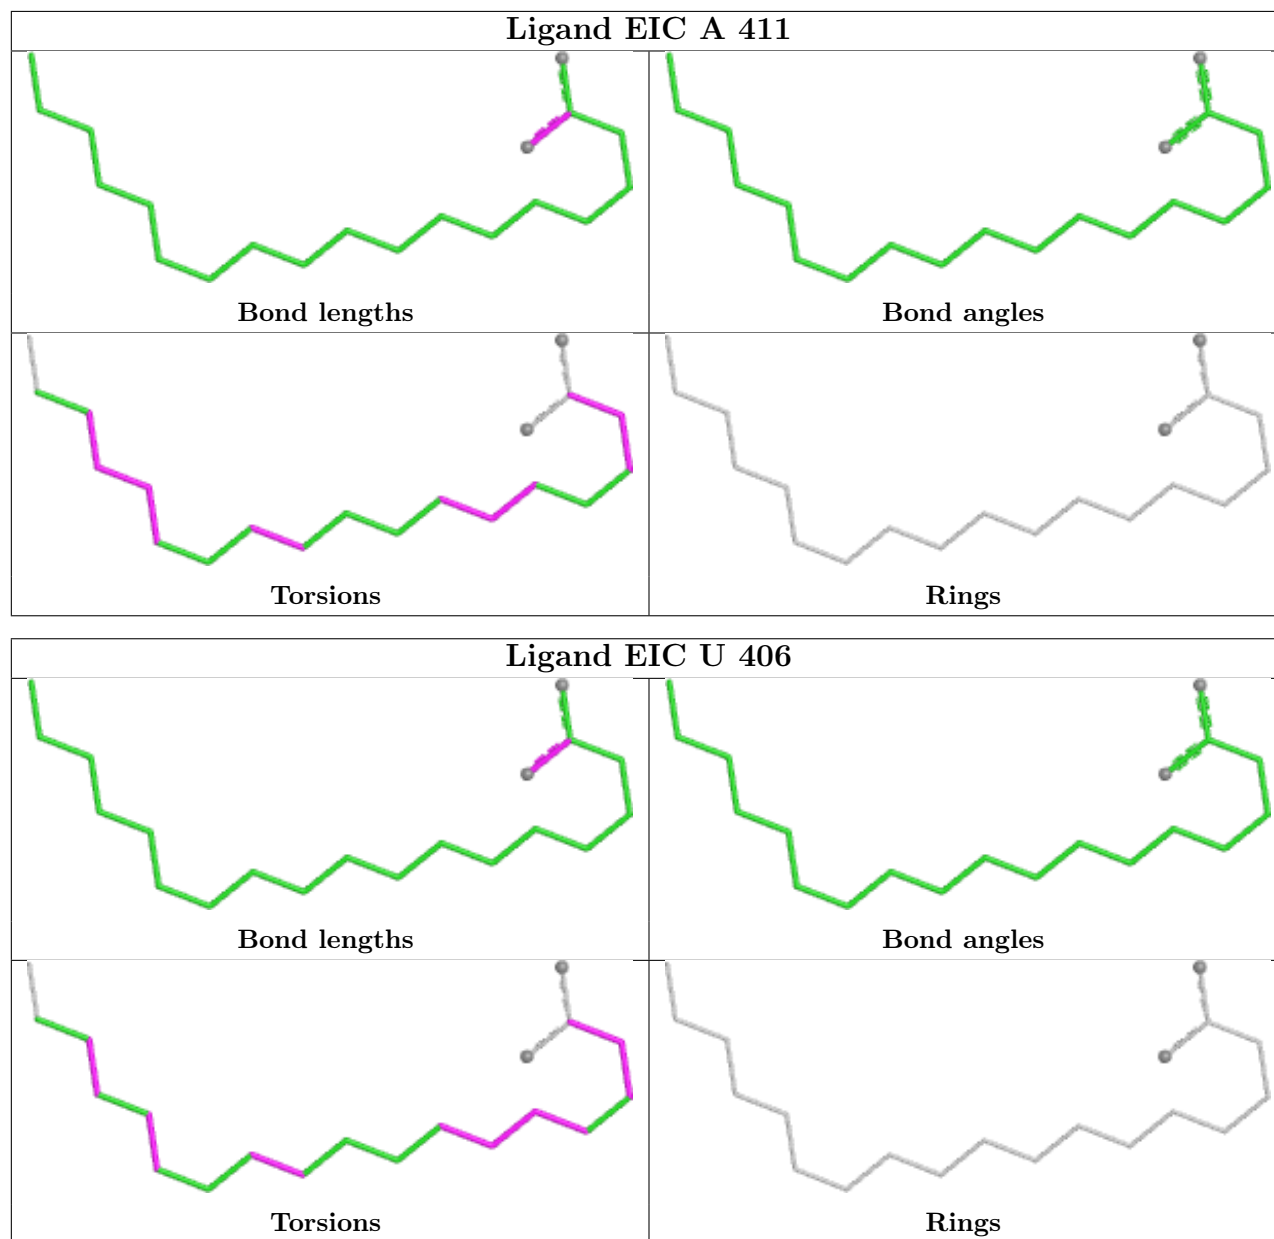 Ligand EIC A 411
Bond lengths
Bond angles
Torsions
Rings
Ligand EIC U 406
Bond lengths
Bond angles
Torsions
Rings